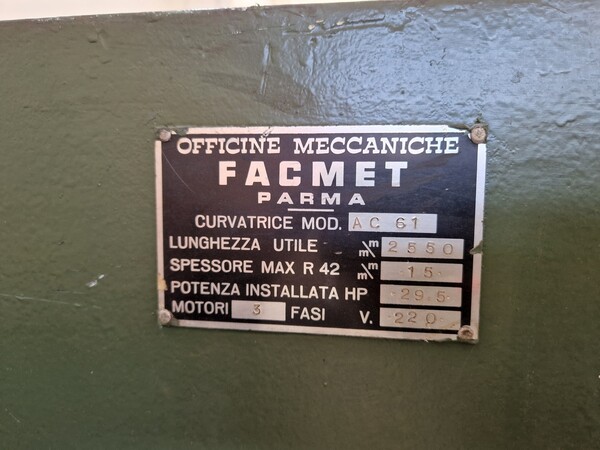 OFFICINE MECCANICHE
FACMET
PARMA
CURVATRICE MOD. AC 61
LUNGHEZZA UTILE m/m 2550
SPESSORE MAX R 42 m/m 15
POTENZA INSTALLATA HP 29.5
MOTORI 3 FASI V. 220